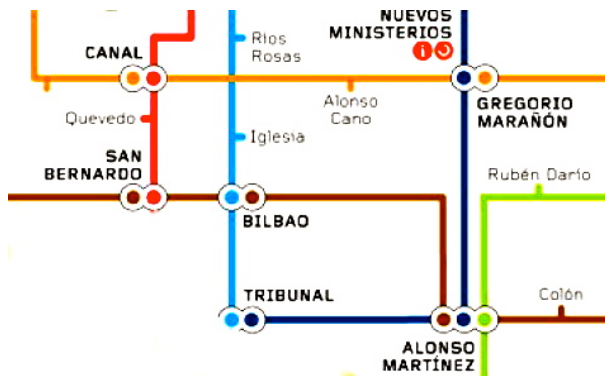 NUEVOS
MINISTERIOS
Ríos
Rosas
CANAL
Alonso
Cano
GREGORIO
MARAÑÓN
Quevedo
Iglesia
SAN
BERNARDO
Rubén Darío
BILBAO
TRIBUNAL
Colón
ALONSO
MARTÍNEZ